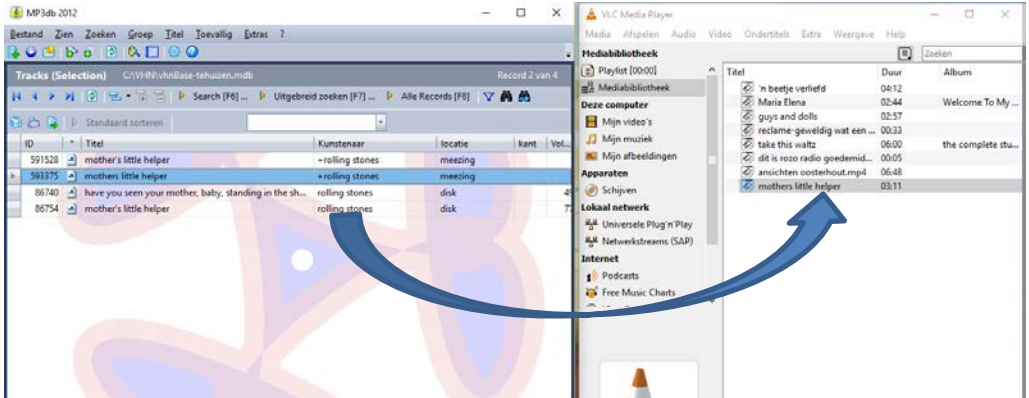 MP3db 2012
Bestand Zien Zoeken Groep Titel Toevallig Extras ?
Tracks (Selection) C:\VHN\vhnBase-tehuizen.mdb Record 2 van 4
Search [F6] ... Uitgebreid zoeken [F7] ... Alle Records [F8]
Standaard sorteren
ID * Titel Kunstenaar locatie kant Vol...
591528 mother's little helper +rolling stones meezing
593375 mothers little helper +rolling stones meezing
86740 have you seen your mother, baby, standing in the sh... rolling stones disk
86754 mother's little helper rolling stones disk
VLC Media Player
Media Afspelen Audio Video Ondertitels Extra Weergave Help
Mediabibliotheek Zoeken
Playlist [00:00]
Mediabibliotheek
Deze computer
Mijn video's
Mijn muziek
Mijn afbeeldingen
Apparaten
Schijven
Lokaal netwerk
Universele Plug'n'Play
Netwerkstreams (SAP)
Internet
Podcasts
Free Music Charts
Titel Duur Album
'n beetje verliefd 04:12
Maria Elena 02:44 Welcome To My ...
guys and dolls 02:57
reclame-geweldig wat een ... 00:33
take this waltz 06:00 the complete stu...
dit is rozo radio goedemid... 00:05
ansichten oosterhout.mp4 06:48
mothers little helper 03:11